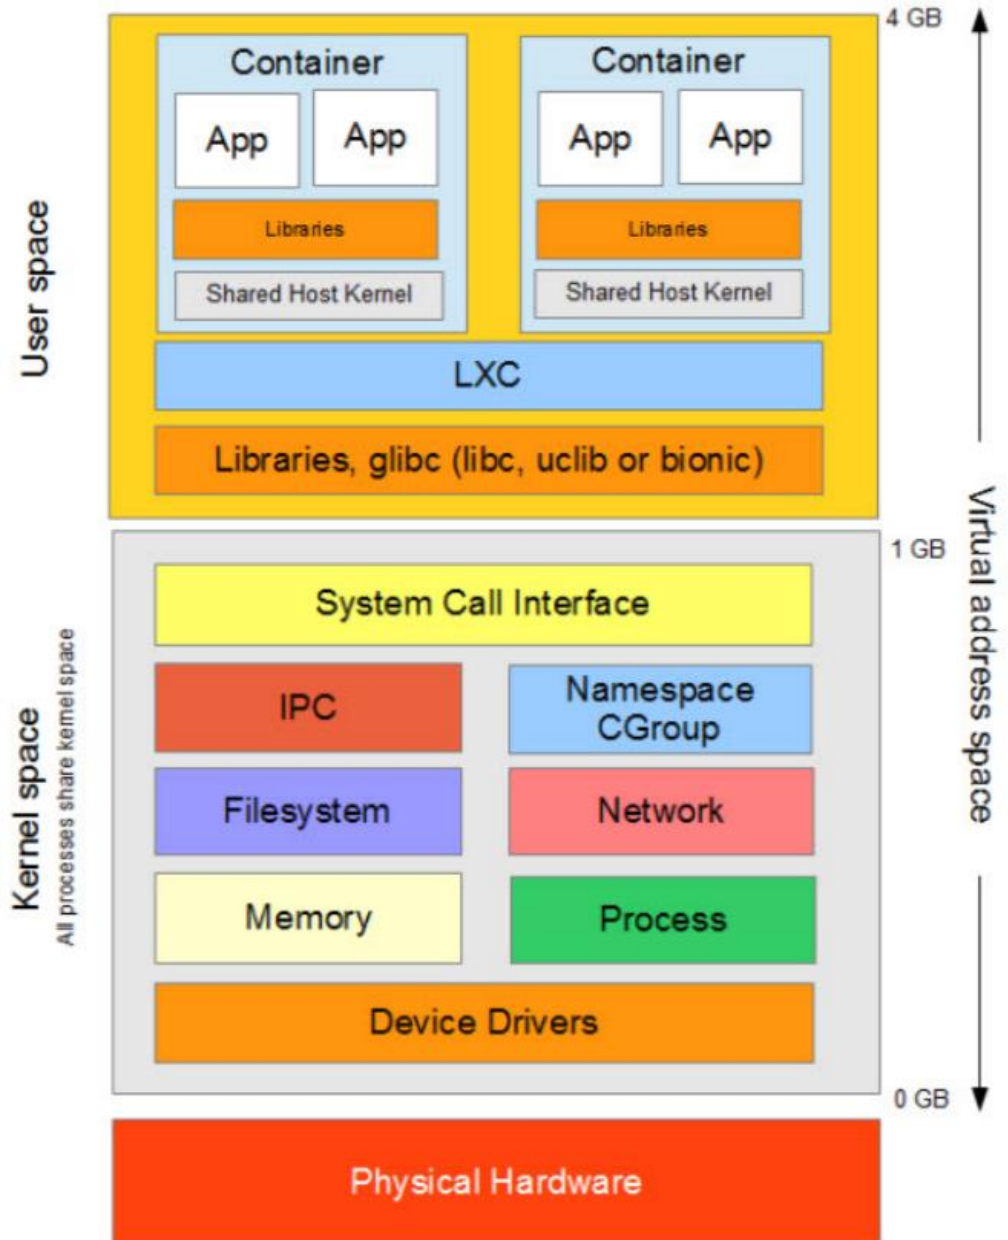 4 GB
Container
Container
App
App
App
App
Libraries
Libraries
Shared Host Kernel
Shared Host Kernel
User space
LXC
Libraries, glibc (libc, uclib or bionic)
1 GB
Virtual address space
System Call Interface
IPC
Namespace
CGroup
Kernel space
All processes share kernel space
Filesystem
Network
Memory
Process
Device Drivers
0 GB
Physical Hardware